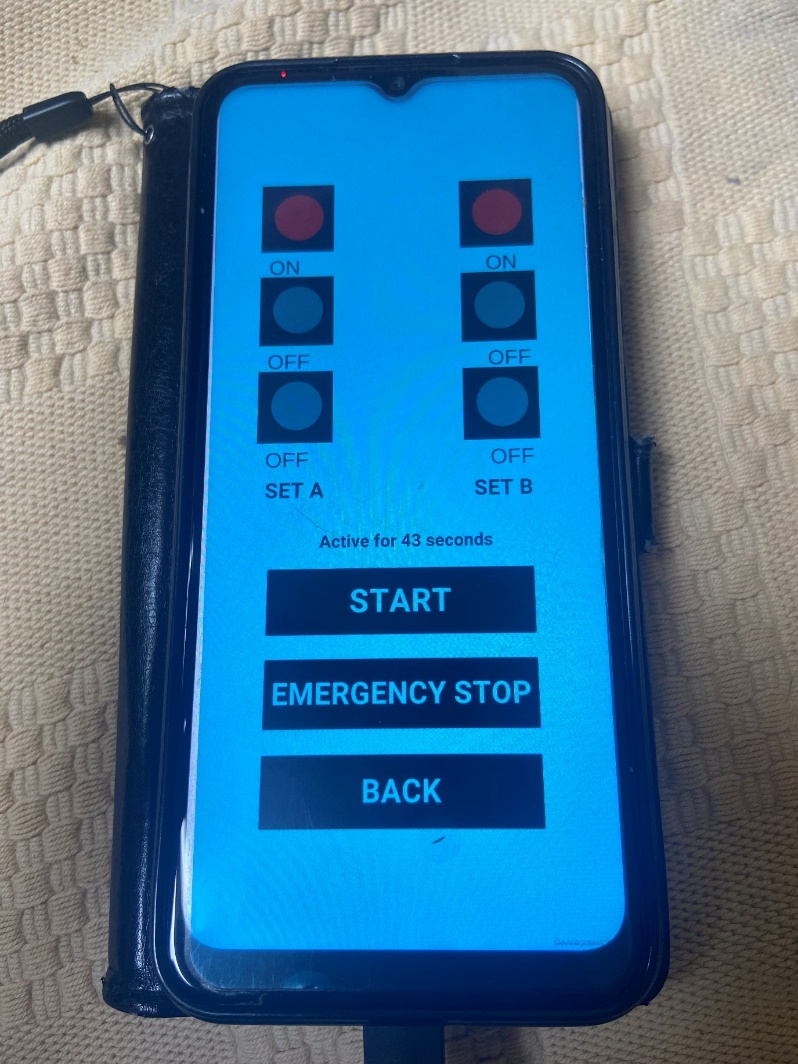 ON ON
OFF OFF
OFF OFF
SET A SET B
Active for 43 seconds
START
EMERGENCY STOP
BACK